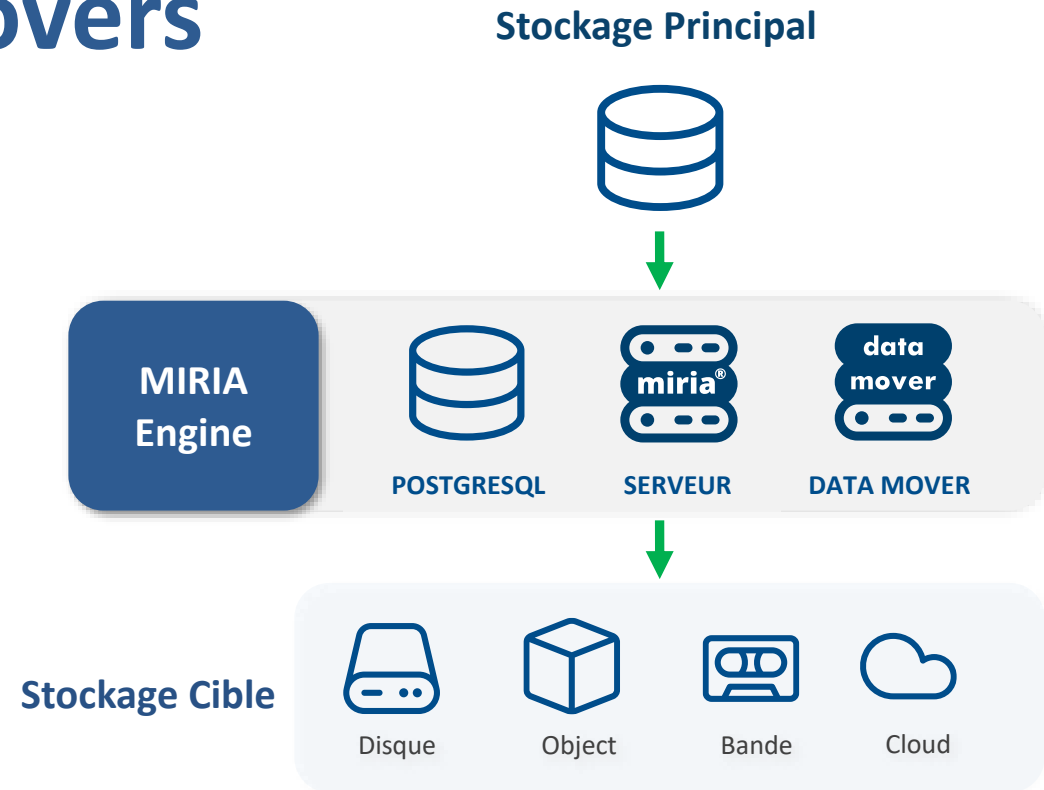 overs
Stockage Principal
MIRIA
Engine
miria®
data
mover
POSTGRESQL
SERVEUR
DATA MOVER
Stockage Cible
Disque
Object
Bande
Cloud